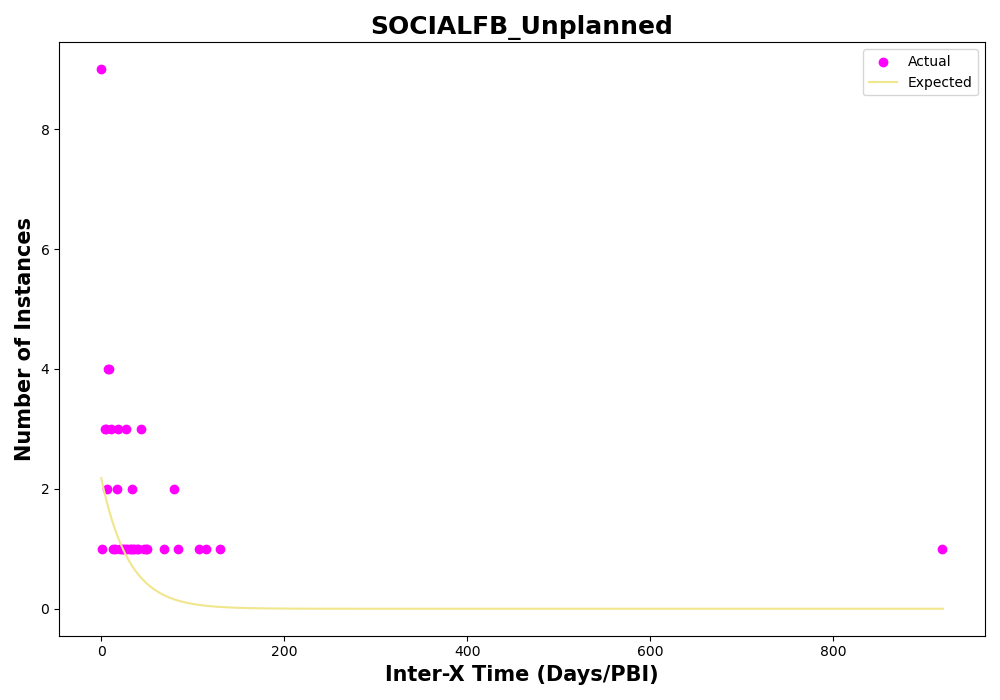 SOCIALFB_Unplanned
Actual
Expected
Number of Instances
8
6
4
2
0
0 200 400 600 800
Inter-X Time (Days/PBI)